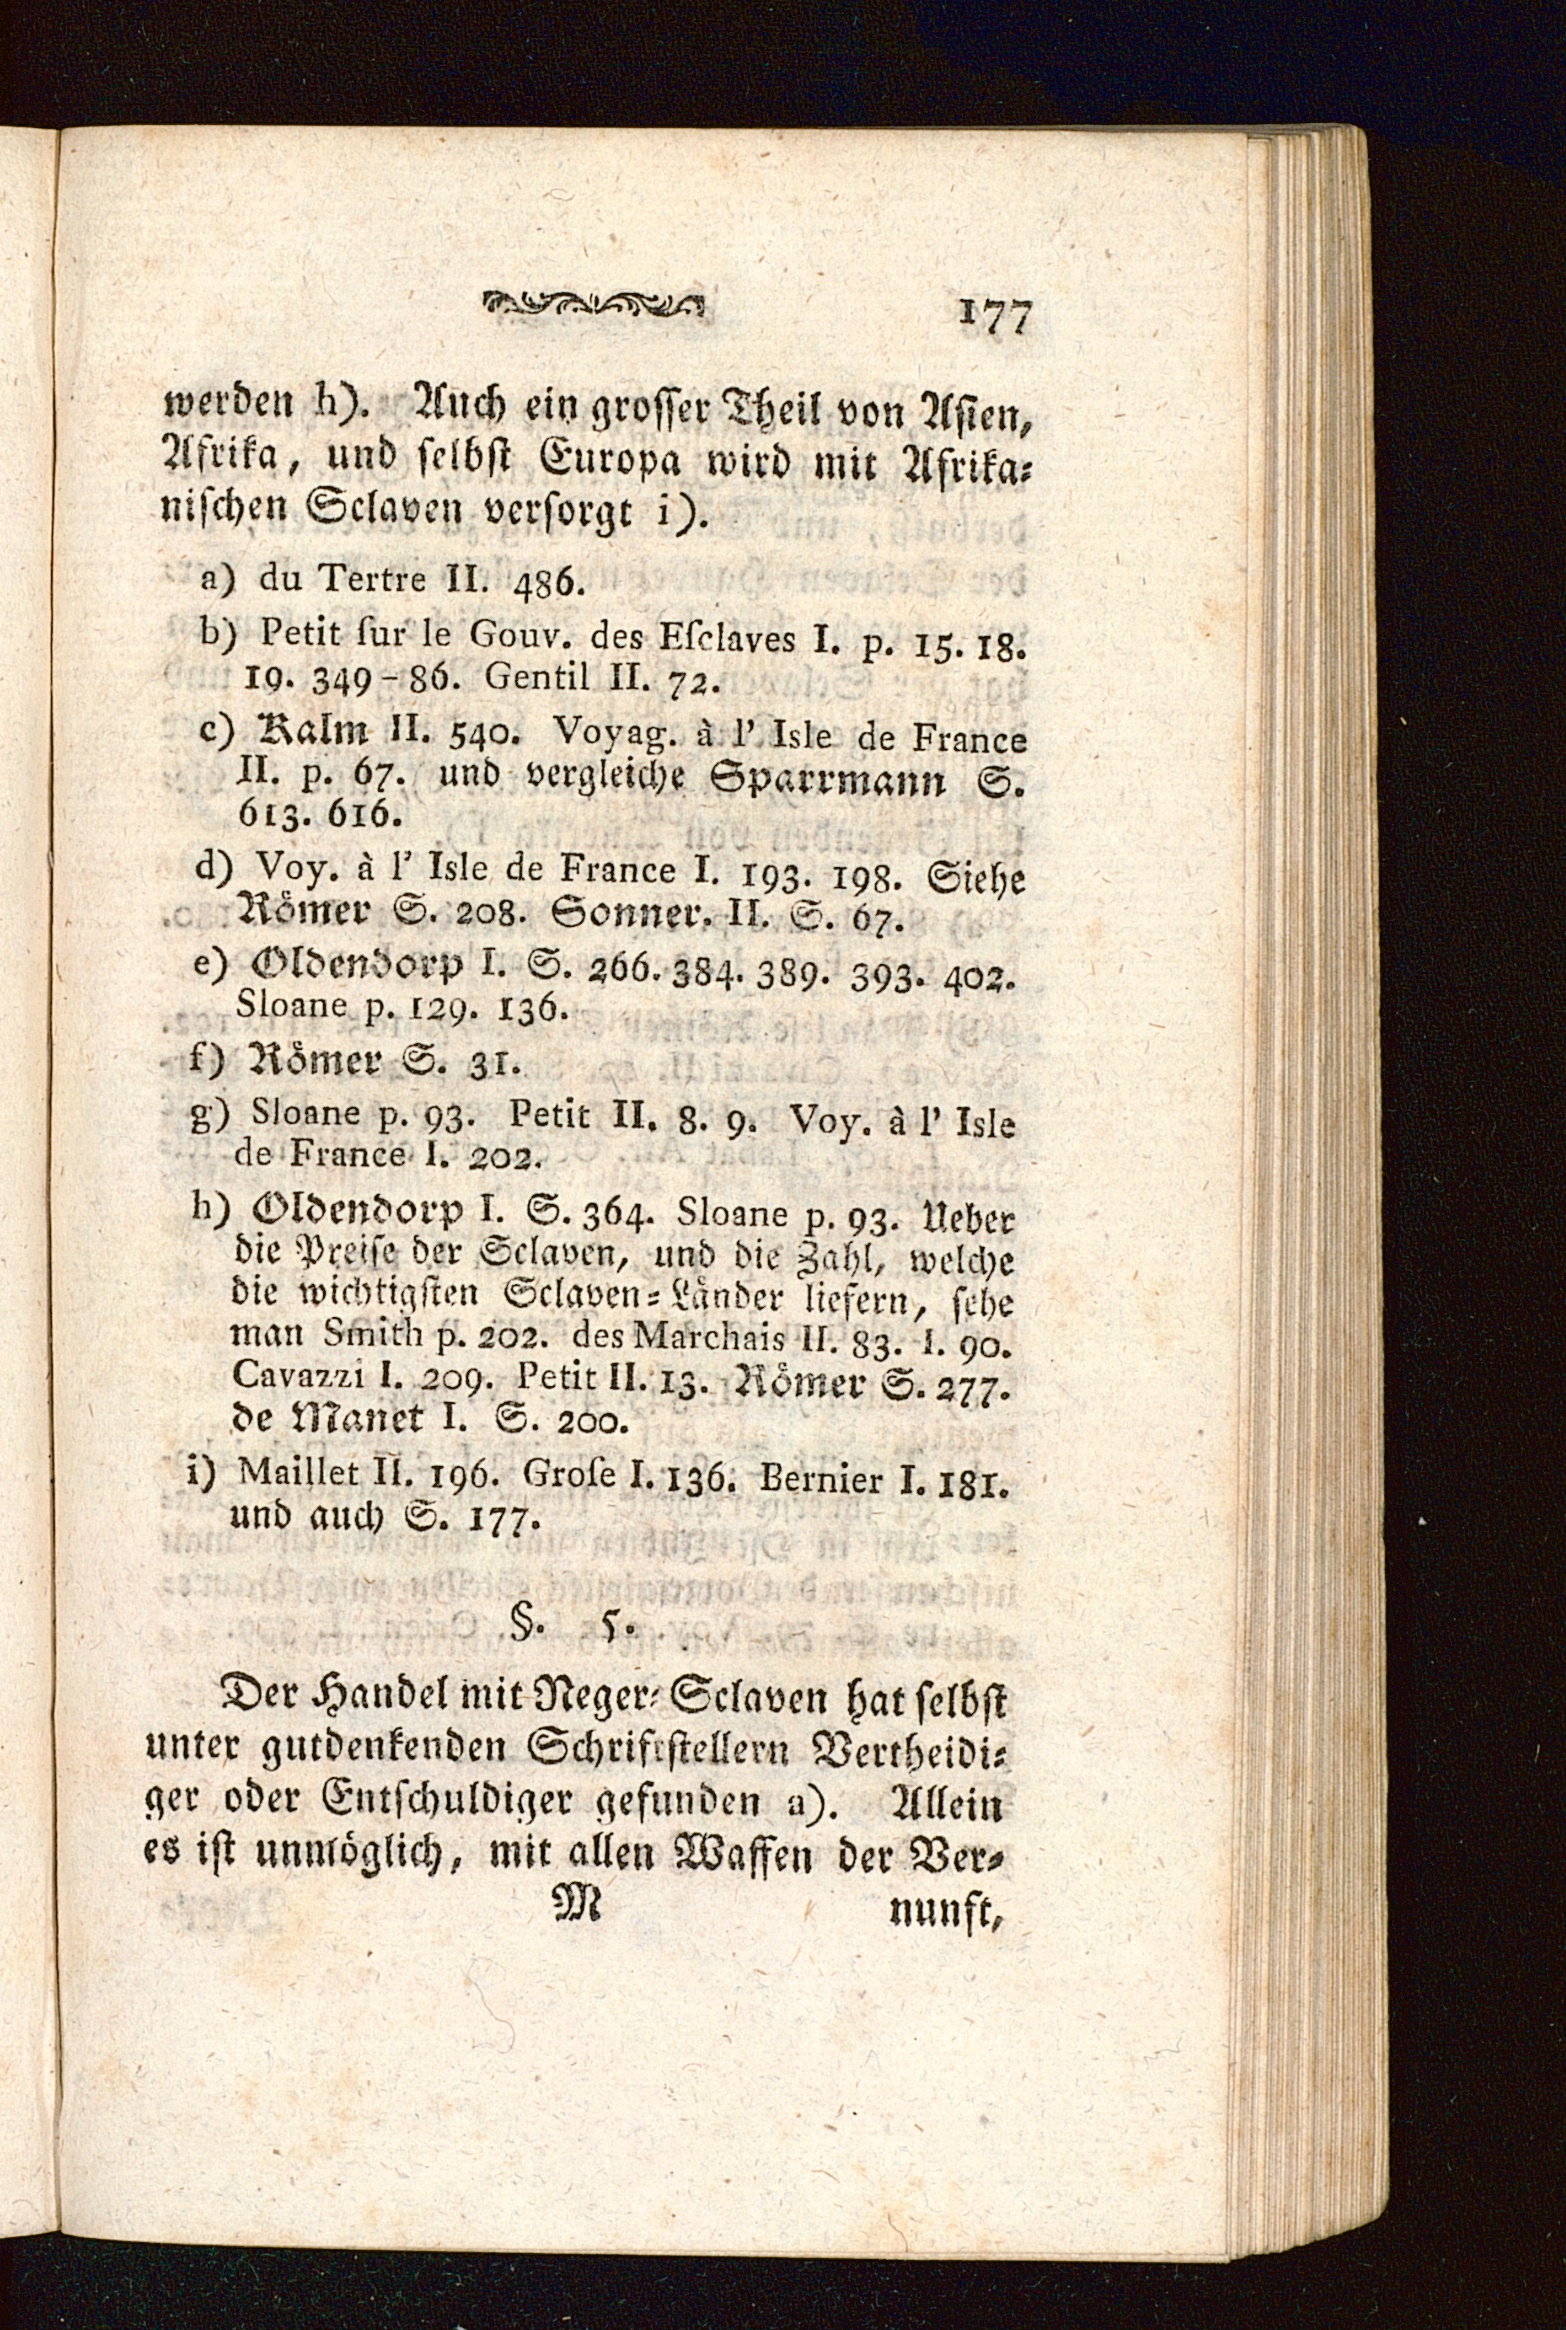 177
werden h). Auch ein grosser Theil von Asien,
Afrika, und selbst Europa wird mit Afrika-
nischen Sclaven versorgt i).
a) du Tertre II. 486.
b) Petit ſur le Gouv. des Eſclaves I. p. 15. 18.
19. 349-86. Gentil II. 72.
c) Kalm II. 540. Voyag. à l' Isle de France
II. p. 67. und vergleiche Sparrmann S.
613. 616.
d) Voy. à l' Isle de France I. 193. 198. Siehe
Römer S. 208. Sonner. II. S. 67.
e) Oldendorp I. S. 266. 384. 389. 393. 402.
Sloane p. 129. 136.
f) Römer S. 31.
g) Sloane p. 93. Petit II. 8. 9. Voy. à l' Isle
de France I. 202.
h) Oldendorp I. S. 364. Sloane p. 93. Ueber
die Preise der Sclaven, und die Zahl, welche
die wichtigsten Sclaven-Länder liefern, sehe
man Smith p. 202. des Marchais II. 83. I. 90.
Cavazzi I. 209. Petit II. 13. Römer S. 277.
de Manet I. S. 200.
i) Maillet II. 196. Groſe I. 136. Bernier I. 181.
und auch S. 177.
§. 5.
Der Handel mit Neger-Sclaven hat selbst
unter gutdenkenden Schriftstellern Vertheidi-
ger oder Entschuldiger gefunden a). Allein
es ist unmöglich, mit allen Waffen der Ver-
M nunft,